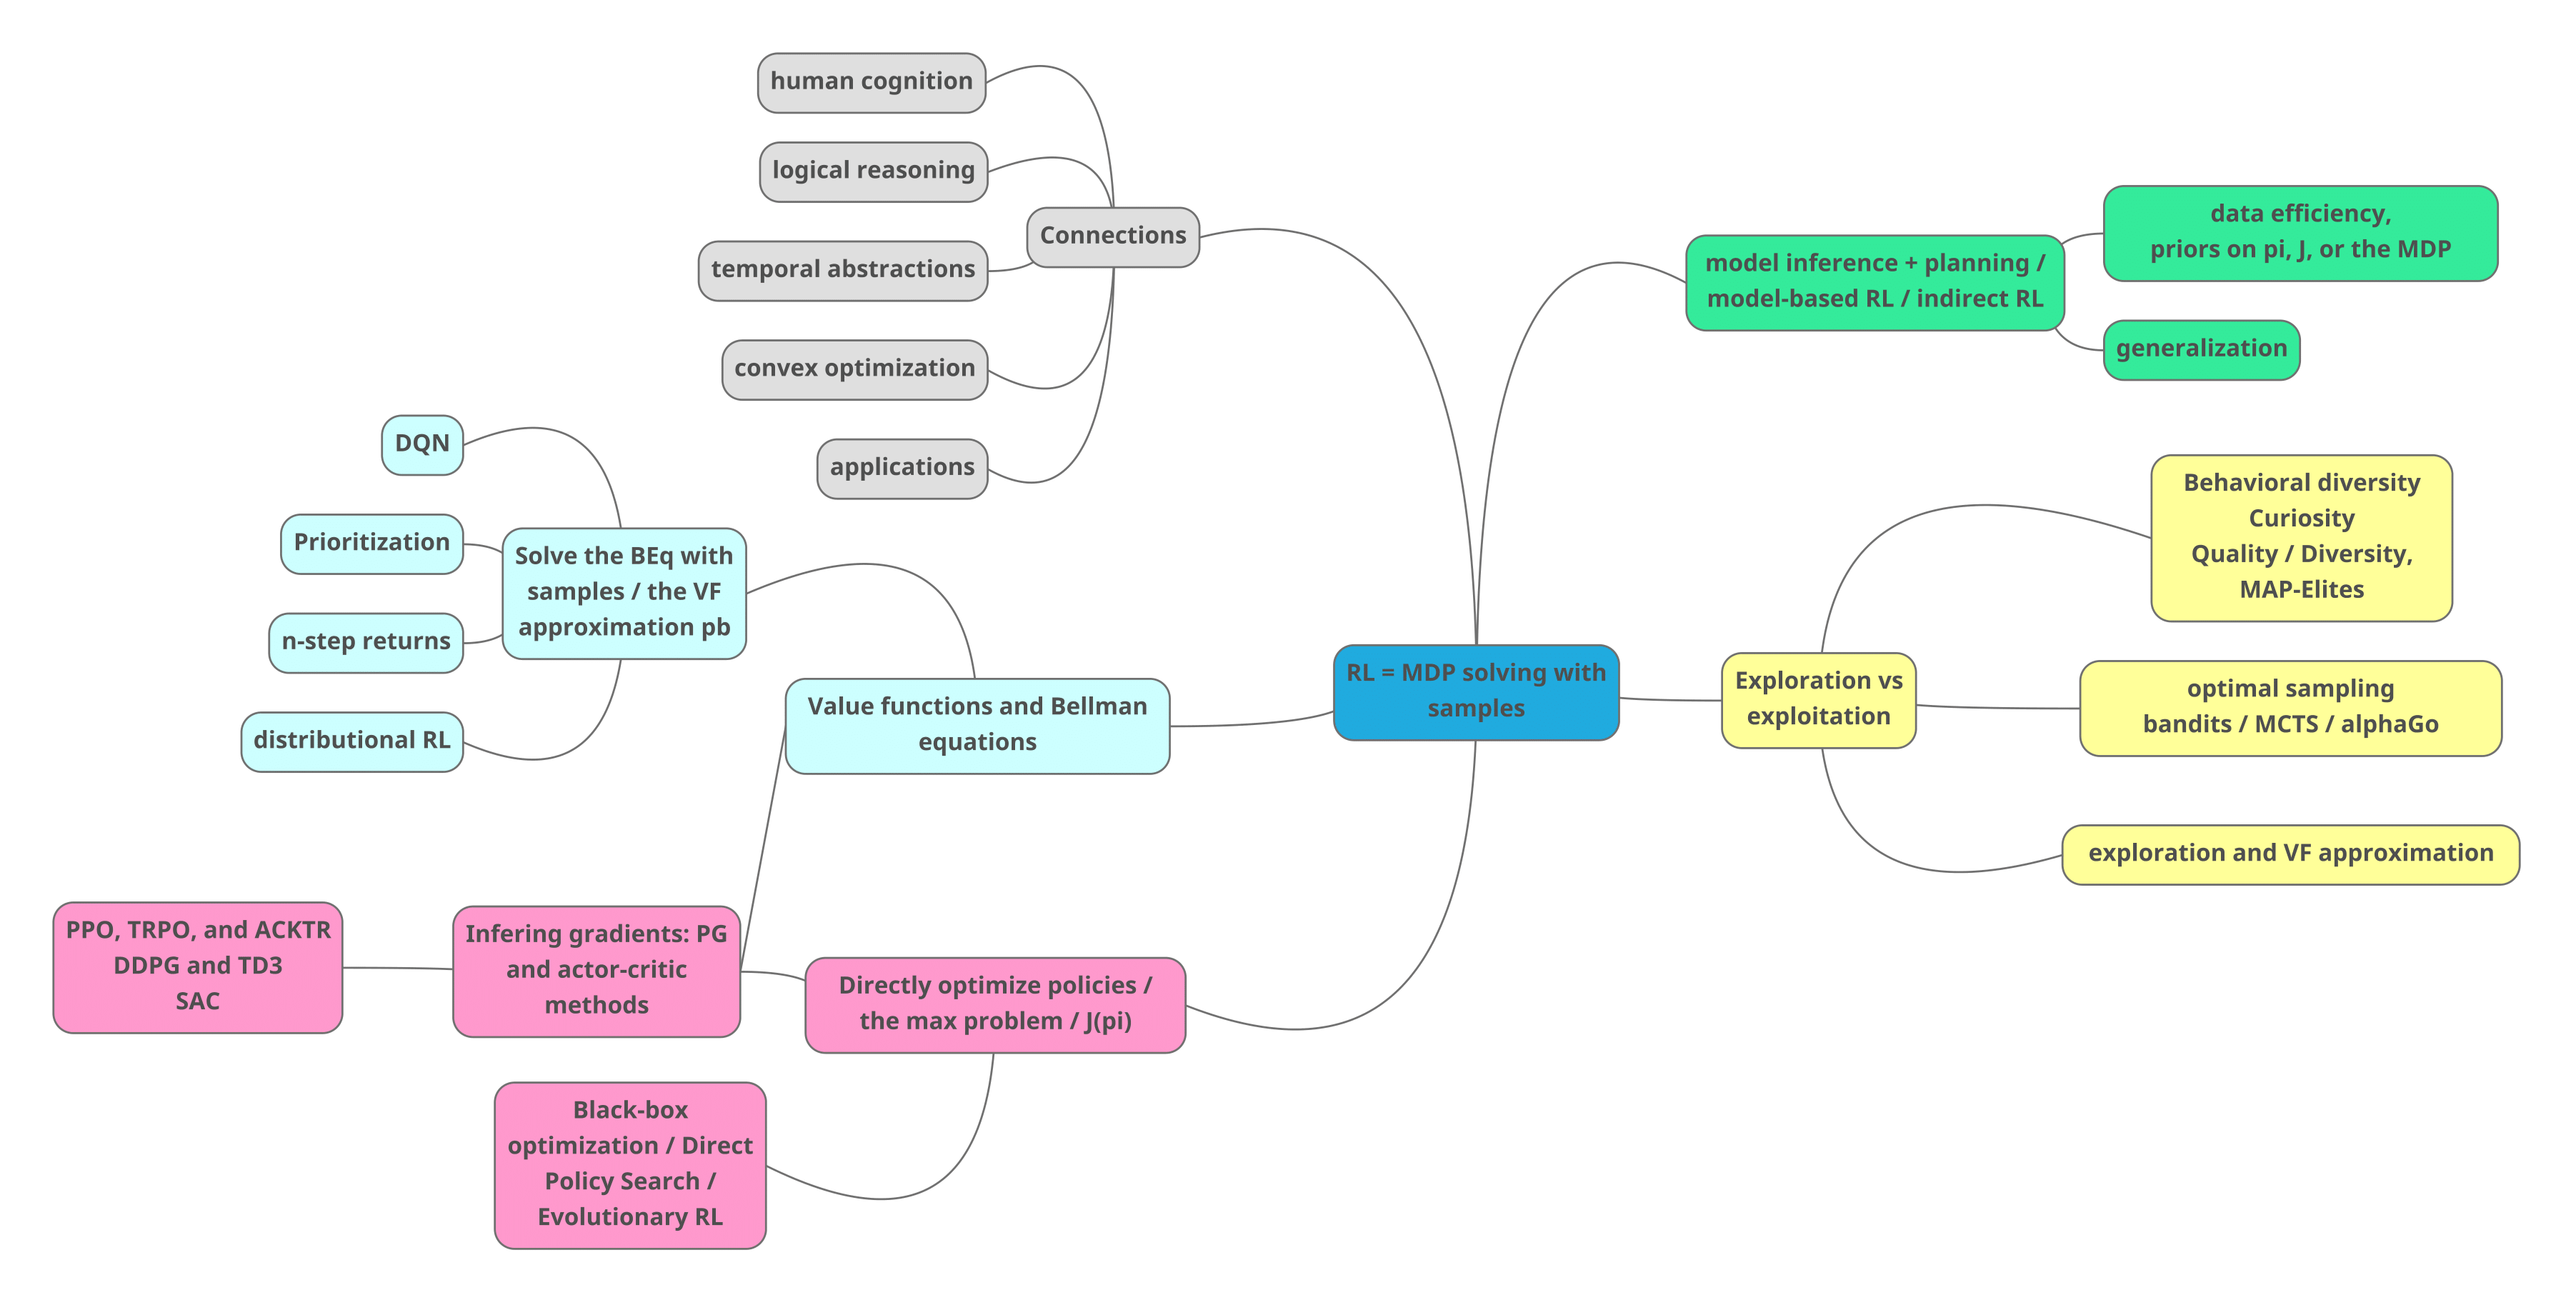 human cognition
logical reasoning
temporal abstractions
convex optimization
applications
Connections
DQN
Prioritization
n-step returns
distributional RL
Solve the BEq with
samples / the VF
approximation pb
Value functions and Bellman
equations
PPO, TRPO, and ACKTR
DDPG and TD3
SAC
Infering gradients: PG
and actor-critic
methods
Directly optimize policies /
the max problem / J(pi)
Black-box
optimization / Direct
Policy Search /
Evolutionary RL
RL = MDP solving with
samples
model inference + planning /
model-based RL / indirect RL
data efficiency,
priors on pi, J, or the MDP
generalization
Exploration vs
exploitation
Behavioral diversity
Curiosity
Quality / Diversity,
MAP-Elites
optimal sampling
bandits / MCTS / alphaGo
exploration and VF approximation